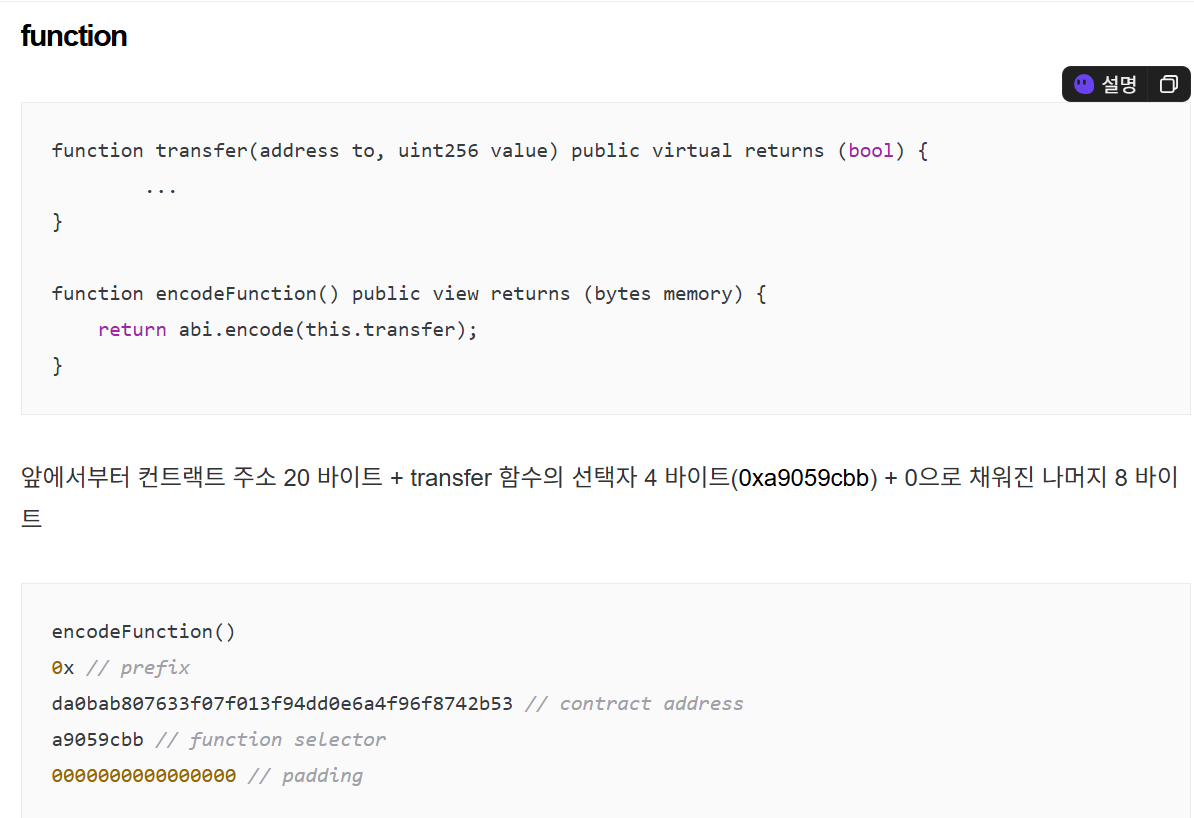 function
설명
function transfer(address to, uint256 value) public virtual returns (bool) {
...
}
function encodeFunction() public view returns (bytes memory) {
return abi.encode(this.transfer);
}
앞에서부터 컨트랙트 주소 20 바이트 + transfer 함수의 선택자 4 바이트(0xa9059cbb) + 0으로 채워진 나머지 8 바이
트
encodeFunction()
0x // prefix
da0bab807633f07f013f94dd0e6a4f96f8742b53 // contract address
a9059cbb // function selector
0000000000000000 // padding